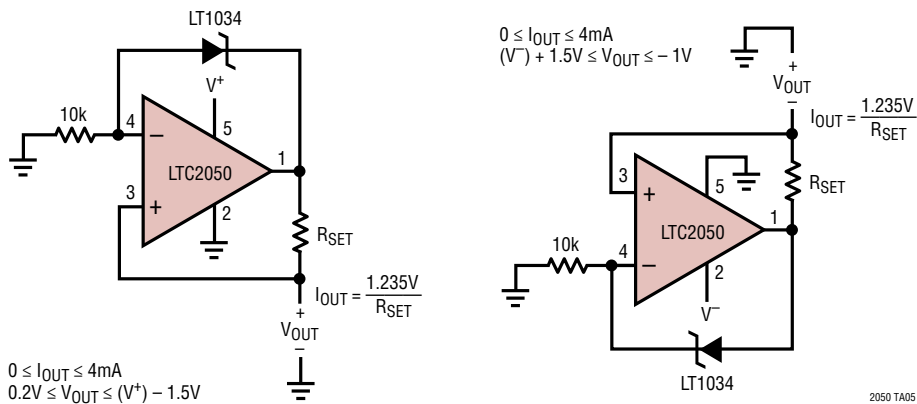 LT1034
V+
10k
4
−
5
LTC2050
1
3
+
2
RSET
IOUT = 1.235V / RSET
+
VOUT
−
0 ≤ IOUT ≤ 4mA
0.2V ≤ VOUT ≤ (V+) − 1.5V
0 ≤ IOUT ≤ 4mA
(V−) + 1.5V ≤ VOUT ≤ − 1V
+
VOUT
−
IOUT = 1.235V / RSET
RSET
3
+
5
LTC2050
1
10k
4
−
2
V−
LT1034
2050 TA05